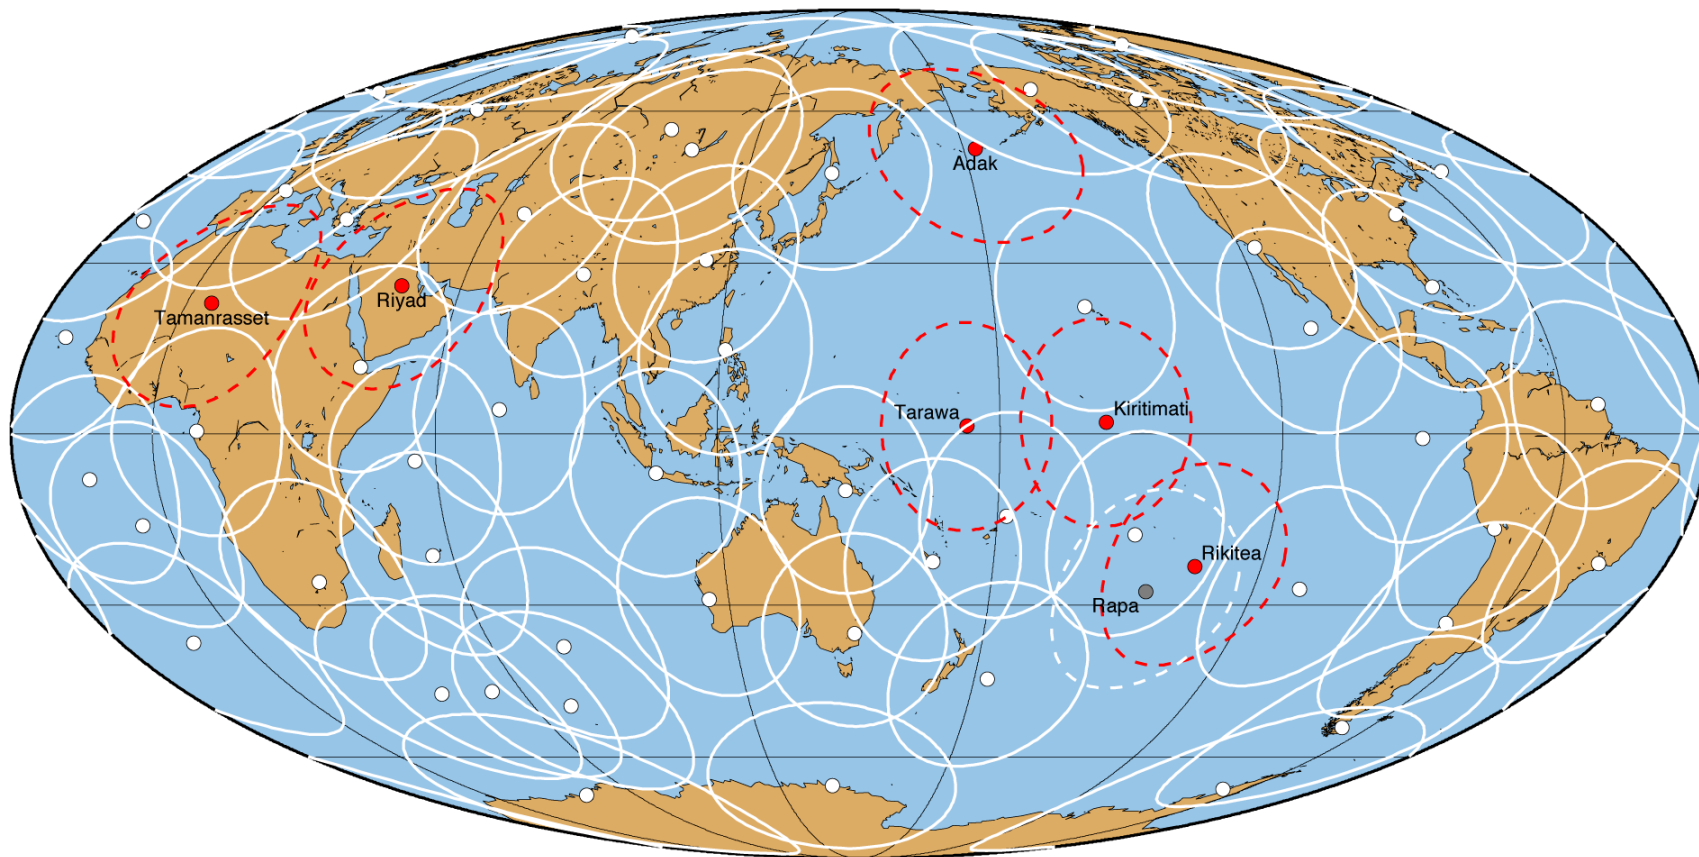 Adak
Riyad
Tamanrasset
Tarawa
Kiritimati
Rikitea
Rapa